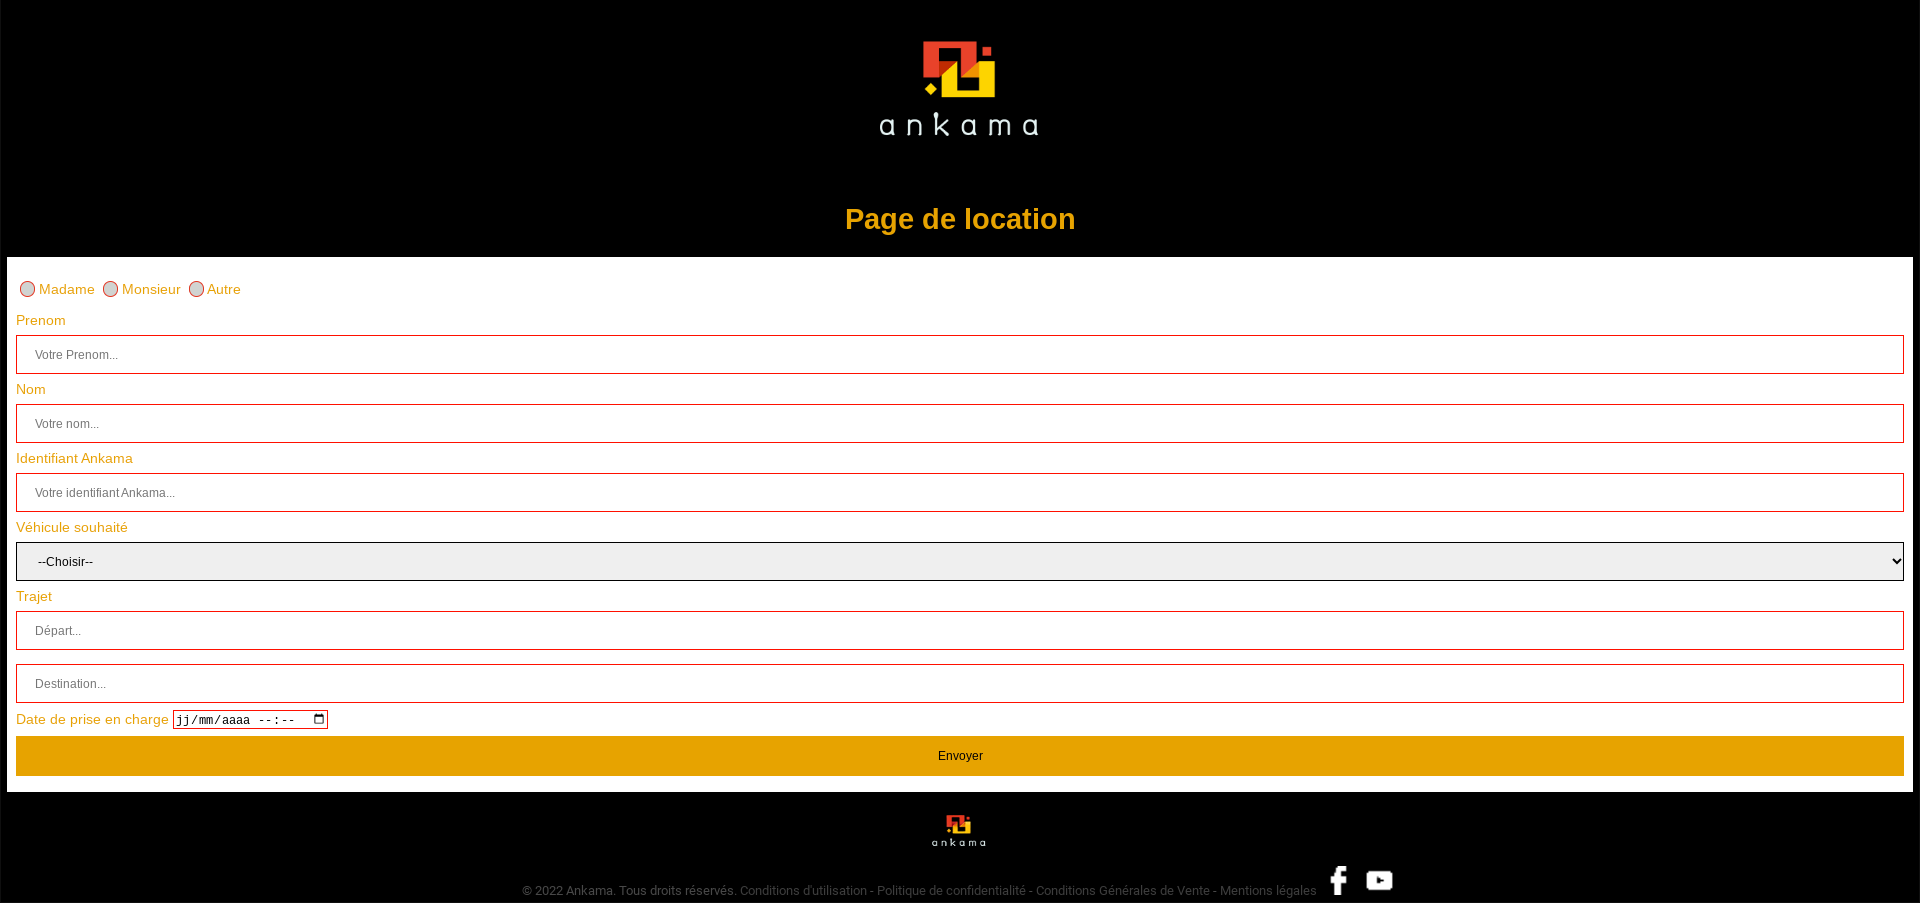 ankama
Page de location
Madame Monsieur Autre
Prenom
Votre Prenom...
Nom
Votre nom...
Identifiant Ankama
Votre identifiant Ankama...
Véhicule souhaité
--Choisir--
Trajet
Départ...
Destination...
Date de prise en charge jj/mm/aaaa --:--
Envoyer
ankama
© 2022 Ankama. Tous droits réservés. Conditions d'utilisation - Politique de confidentialité - Conditions Générales de Vente - Mentions légales